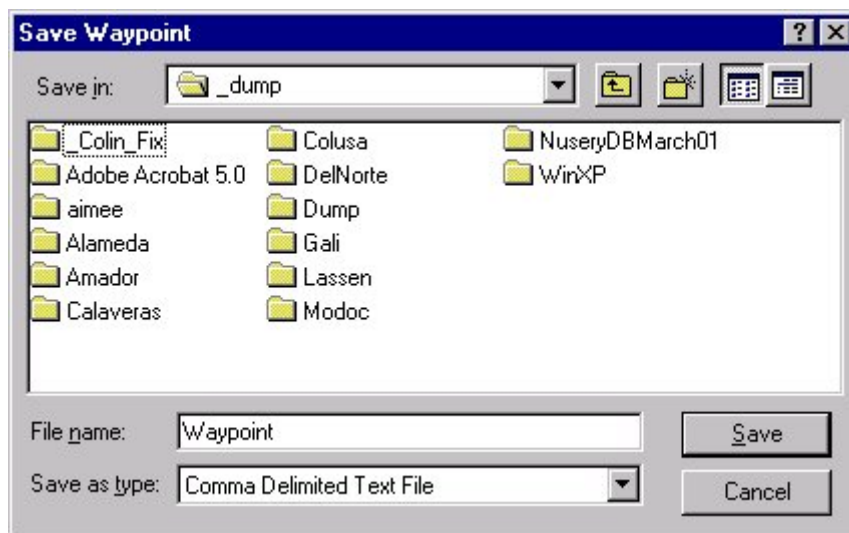 Save Waypoint
Save in: _dump
_Colin_Fix Colusa NuseryDBMarch01
Adobe Acrobat 5.0 DelNorte WinXP
aimee Dump
Alameda Gali
Amador Lassen
Calaveras Modoc
File name: Waypoint Save
Save as type: Comma Delimited Text File Cancel